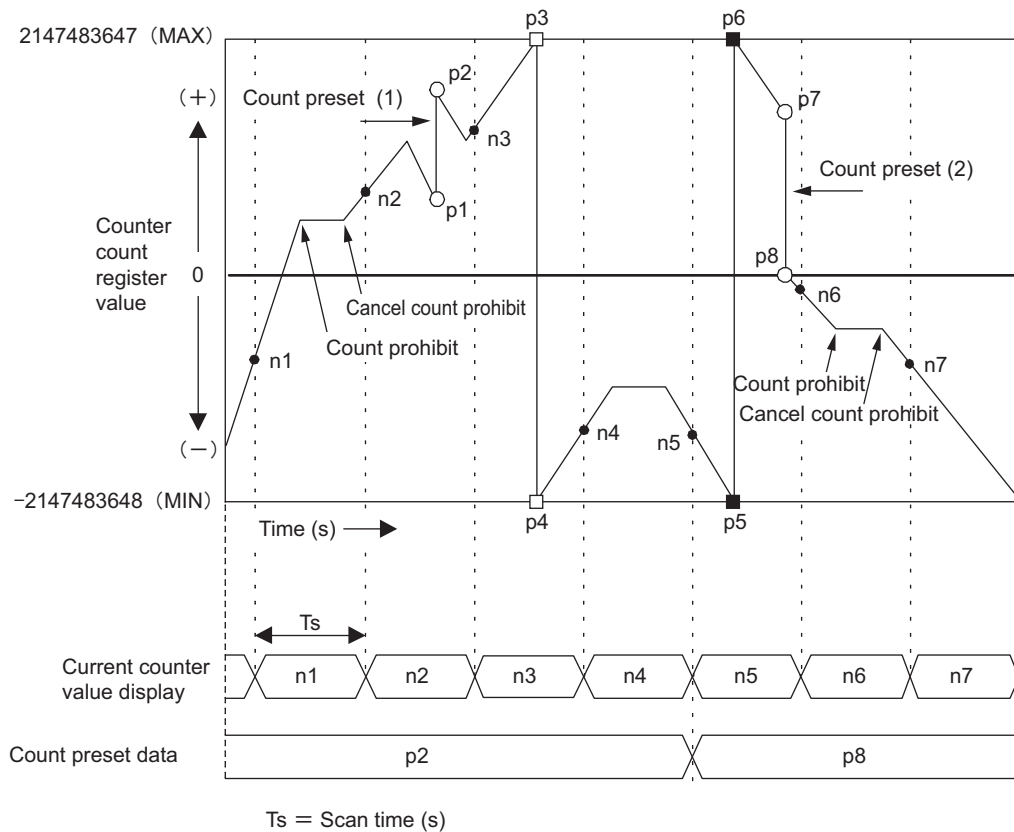 p3
p6
2147483647 (MAX)
p2
(+)
Count preset (1)
p7
n3
Count preset (2)
n2
p1
Counter
count
register
value
0
p8
n6
Cancel count prohibit
Count prohibit
n1
n7
Count prohibit
Cancel count prohibit
n4
n5
(−)
−2147483648 (MIN)
p4
p5
Time (s)
Ts
Current counter
value display
n1 n2 n3 n4 n5 n6 n7
Count preset data
p2 p8
Ts = Scan time (s)